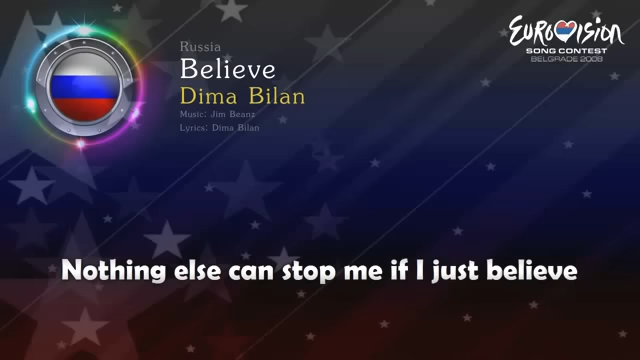 Russia
Believe
Dima Bilan
Music: Jim Beanz
Lyrics: Dima Bilan
EUROVISION
SONG CONTEST
BELGRADE 2008
Nothing else can stop me if I just believe